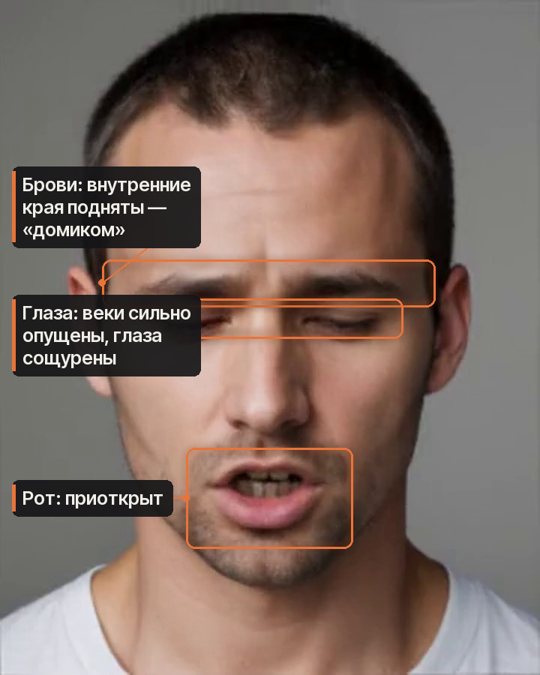 Брови: внутренние
края подняты —
«домиком»
Глаза: веки сильно
опущены, глаза
сощурены
Рот: приоткрыт